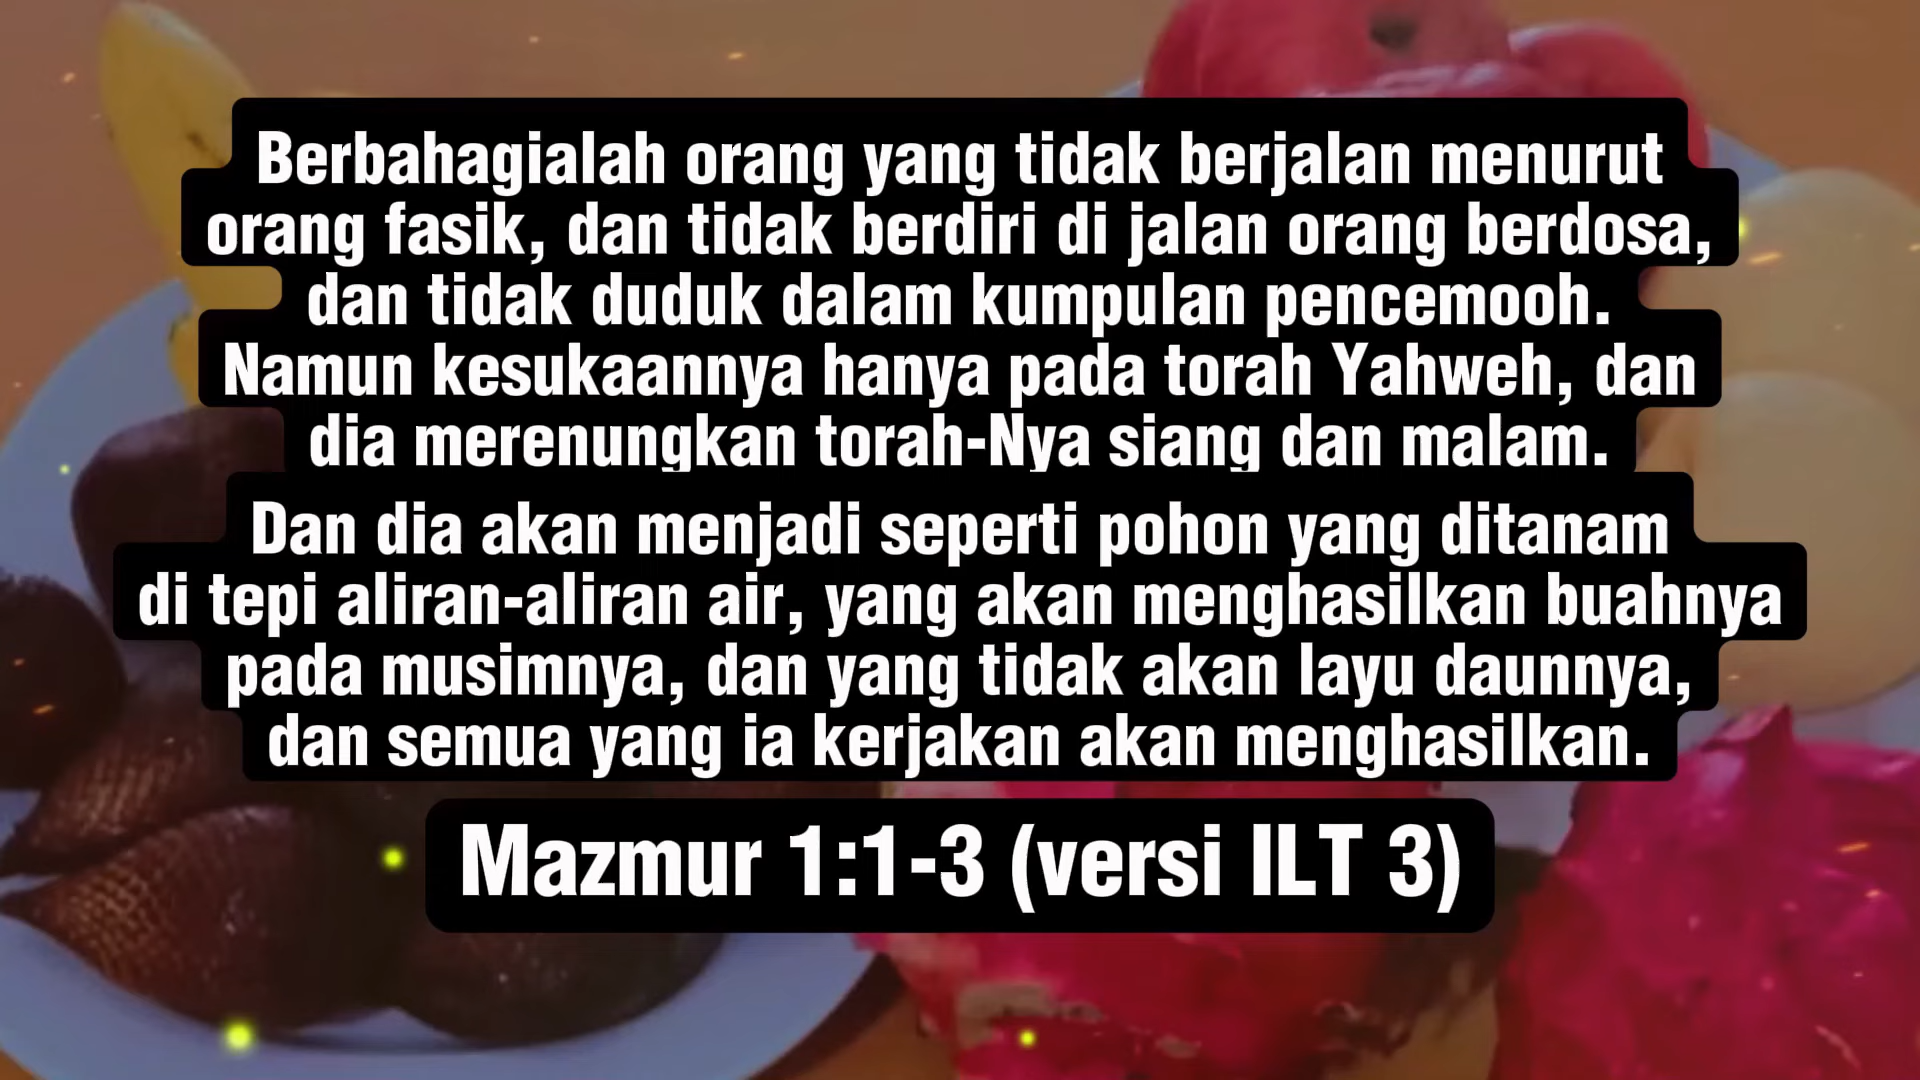 Berbahagialah orang yang tidak berjalan menurut
orang fasik, dan tidak berdiri di jalan orang berdosa,
dan tidak duduk dalam kumpulan pencemooh.
Namun kesukaannya hanya pada torah Yahweh, dan
dia merenungkan torah-Nya siang dan malam.
Dan dia akan menjadi seperti pohon yang ditanam
di tepi aliran-aliran air, yang akan menghasilkan buahnya
pada musimnya, dan yang tidak akan layu daunnya,
dan semua yang ia kerjakan akan menghasilkan.
Mazmur 1:1-3 (versi ILT 3)